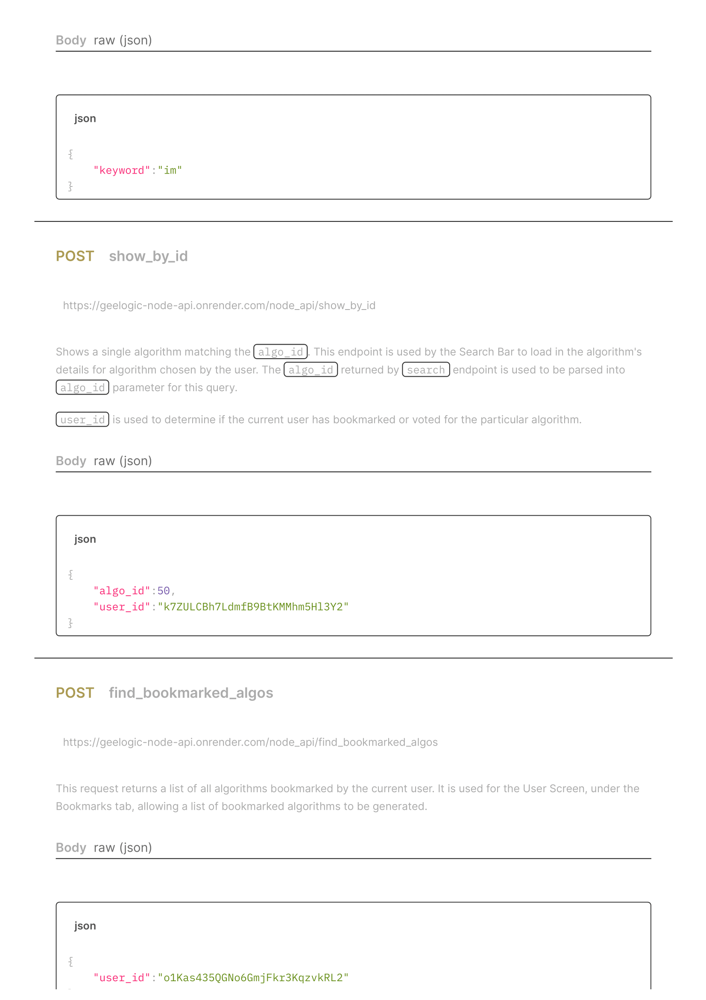 Body raw (json)
json
{
"keyword":"im"
}
POST show_by_id
https://geelogic-node-api.onrender.com/node_api/show_by_id
Shows a single algorithm matching the algo_id. This endpoint is used by the Search Bar to load in the algorithm's
details for algorithm chosen by the user. The algo_id returned by search endpoint is used to be parsed into
algo_id parameter for this query.
user_id is used to determine if the current user has bookmarked or voted for the particular algorithm.
Body raw (json)
json
{
"algo_id":50,
"user_id":"k7ZULCBh7LdmfB9BtKMMhm5Hl3Y2"
}
POST find_bookmarked_algos
https://geelogic-node-api.onrender.com/node_api/find_bookmarked_algos
This request returns a list of all algorithms bookmarked by the current user. It is used for the User Screen, under the
Bookmarks tab, allowing a list of bookmarked algorithms to be generated.
Body raw (json)
json
{
"user_id":"o1Kas435QGNo6GmjFkr3KqzvkRL2"